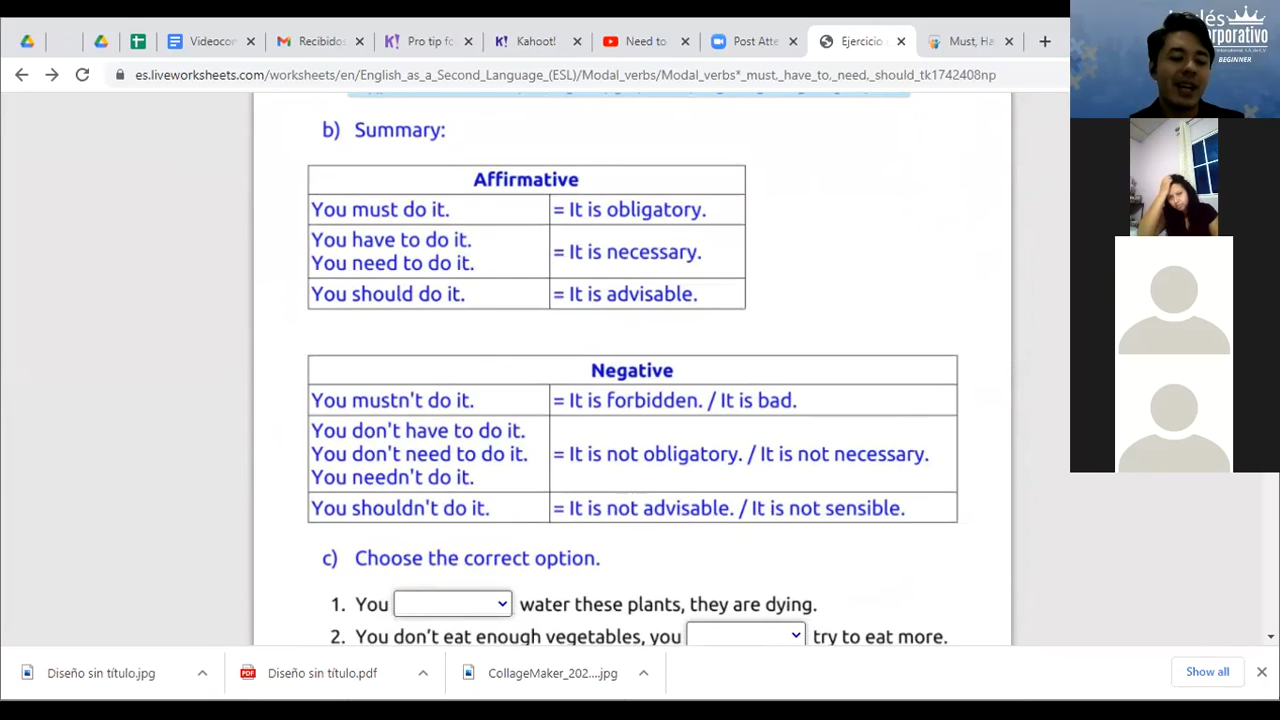 Videocon
Recibidos
Pro tip fo
Kahoot!
Need to
Post Atte
Ejercicio
Must, Ha
es.liveworksheets.com/worksheets/en/English_as_a_Second_Language_(ESL)/Modal_verbs/Modal_verbs*_must,_have_to,_need,_should_tk1742408np
b) Summary:
Affirmative
You must do it. = It is obligatory.
You have to do it.
You need to do it.
= It is necessary.
You should do it. = It is advisable.
Negative
You mustn't do it. = It is forbidden. / It is bad.
You don't have to do it.
You don't need to do it.
You needn't do it.
= It is not obligatory. / It is not necessary.
You shouldn't do it. = It is not advisable. / It is not sensible.
c) Choose the correct option.
1. You water these plants, they are dying.
2. You don't eat enough vegetables, you try to eat more.
Diseño sin título.jpg
PDF
Diseño sin título.pdf
CollageMaker_202....jpg
Show all
BEGINNER